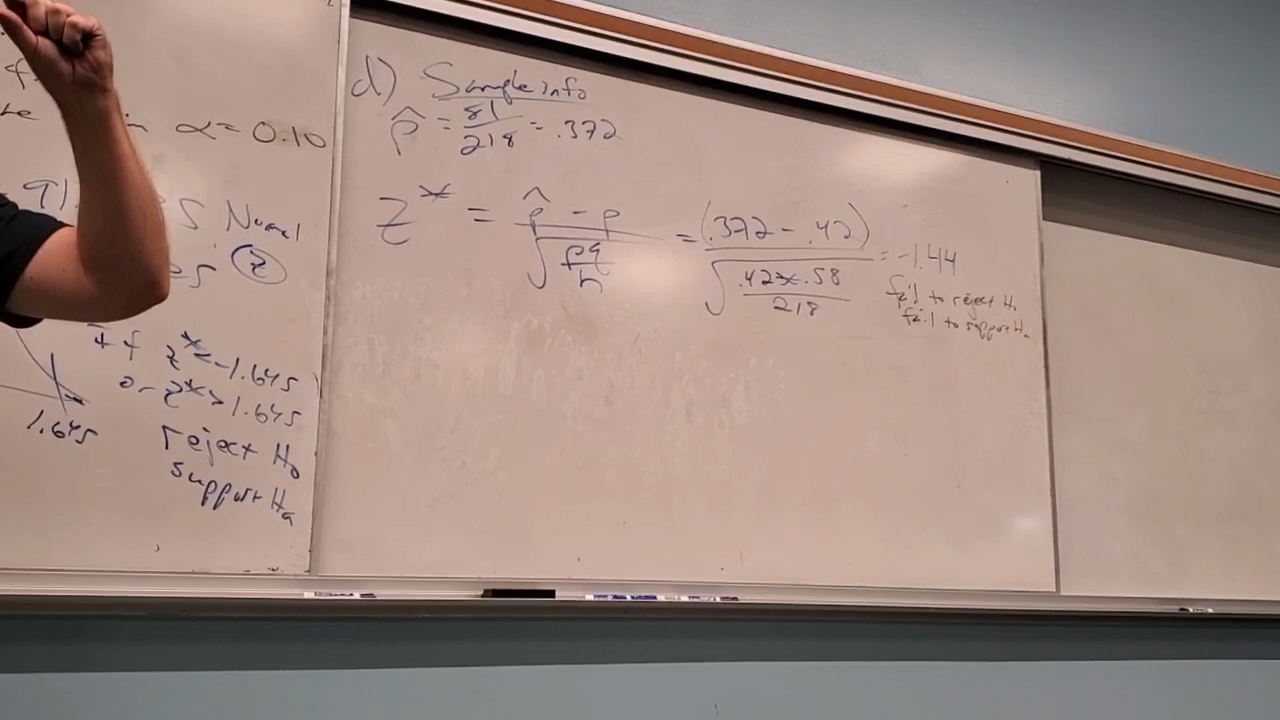 α = 0.10
Normal
z
if z* < -1.645
or z* > 1.645
1.645
reject H₀
support Hₐ
d) Sample info
p̂ = 81/218 = .372
z* = (p̂ - p)/√(pq/n) = (.372 - .42)/√(.42*.58/218) = -1.44
fail to reject H₀
fail to support Hₐ